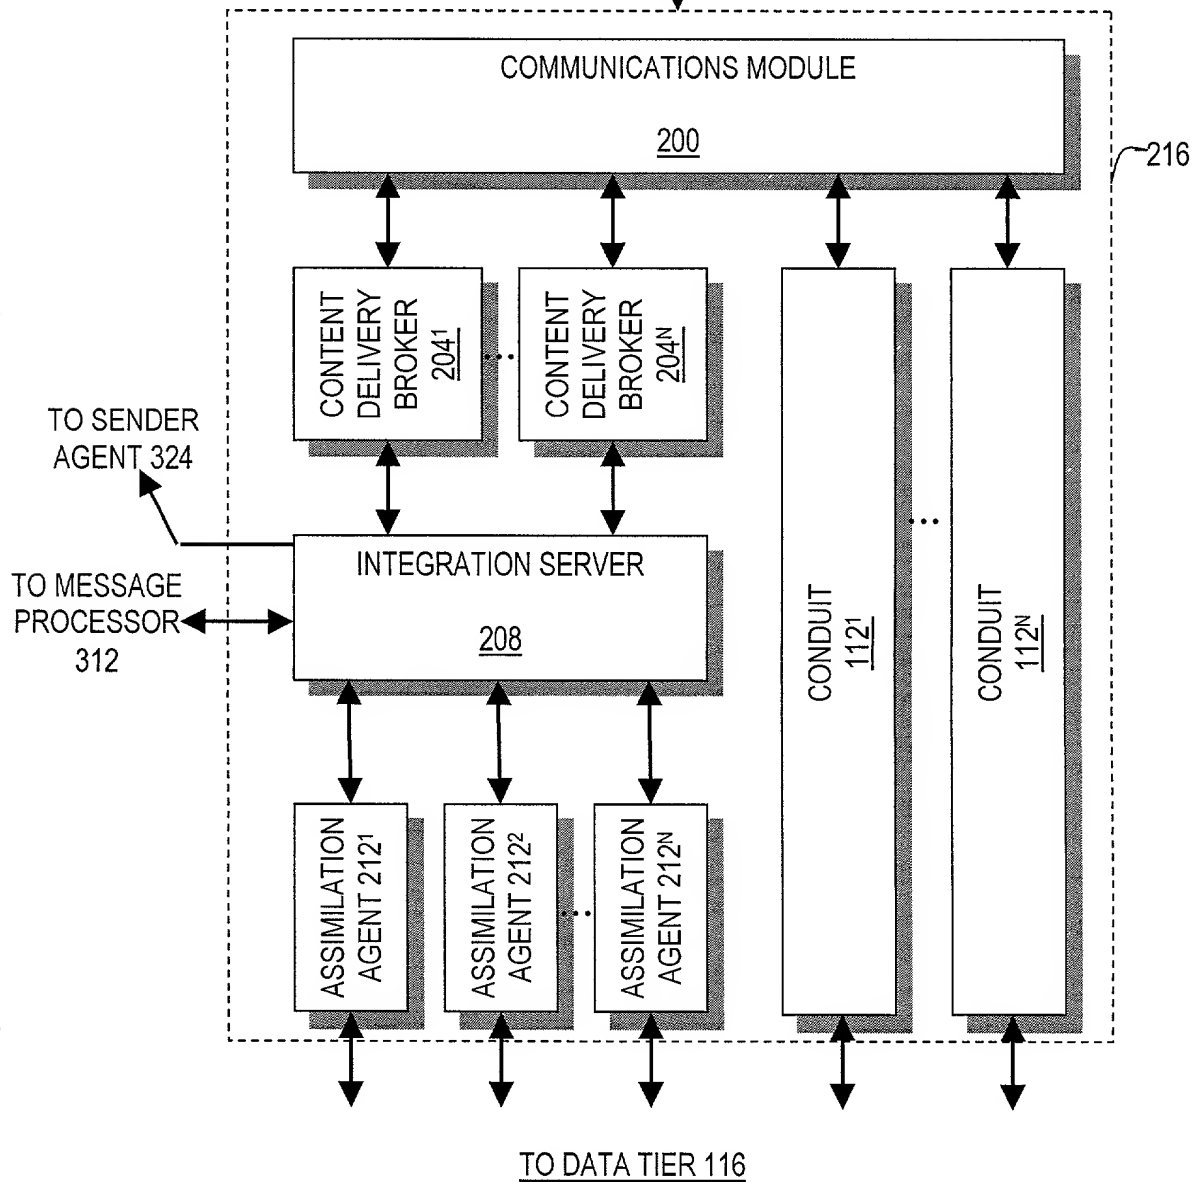 COMMUNICATIONS MODULE
200
216
CONTENT
DELIVERY
BROKER
204¹
...
CONTENT
DELIVERY
BROKER
204ᴺ
TO SENDER
AGENT 324
INTEGRATION SERVER
208
TO MESSAGE
PROCESSOR
312
CONDUIT
112¹
...
CONDUIT
112ᴺ
ASSIMILATION
AGENT 212¹
ASSIMILATION
AGENT 212²
...
ASSIMILATION
AGENT 212ᴺ
TO DATA TIER 116